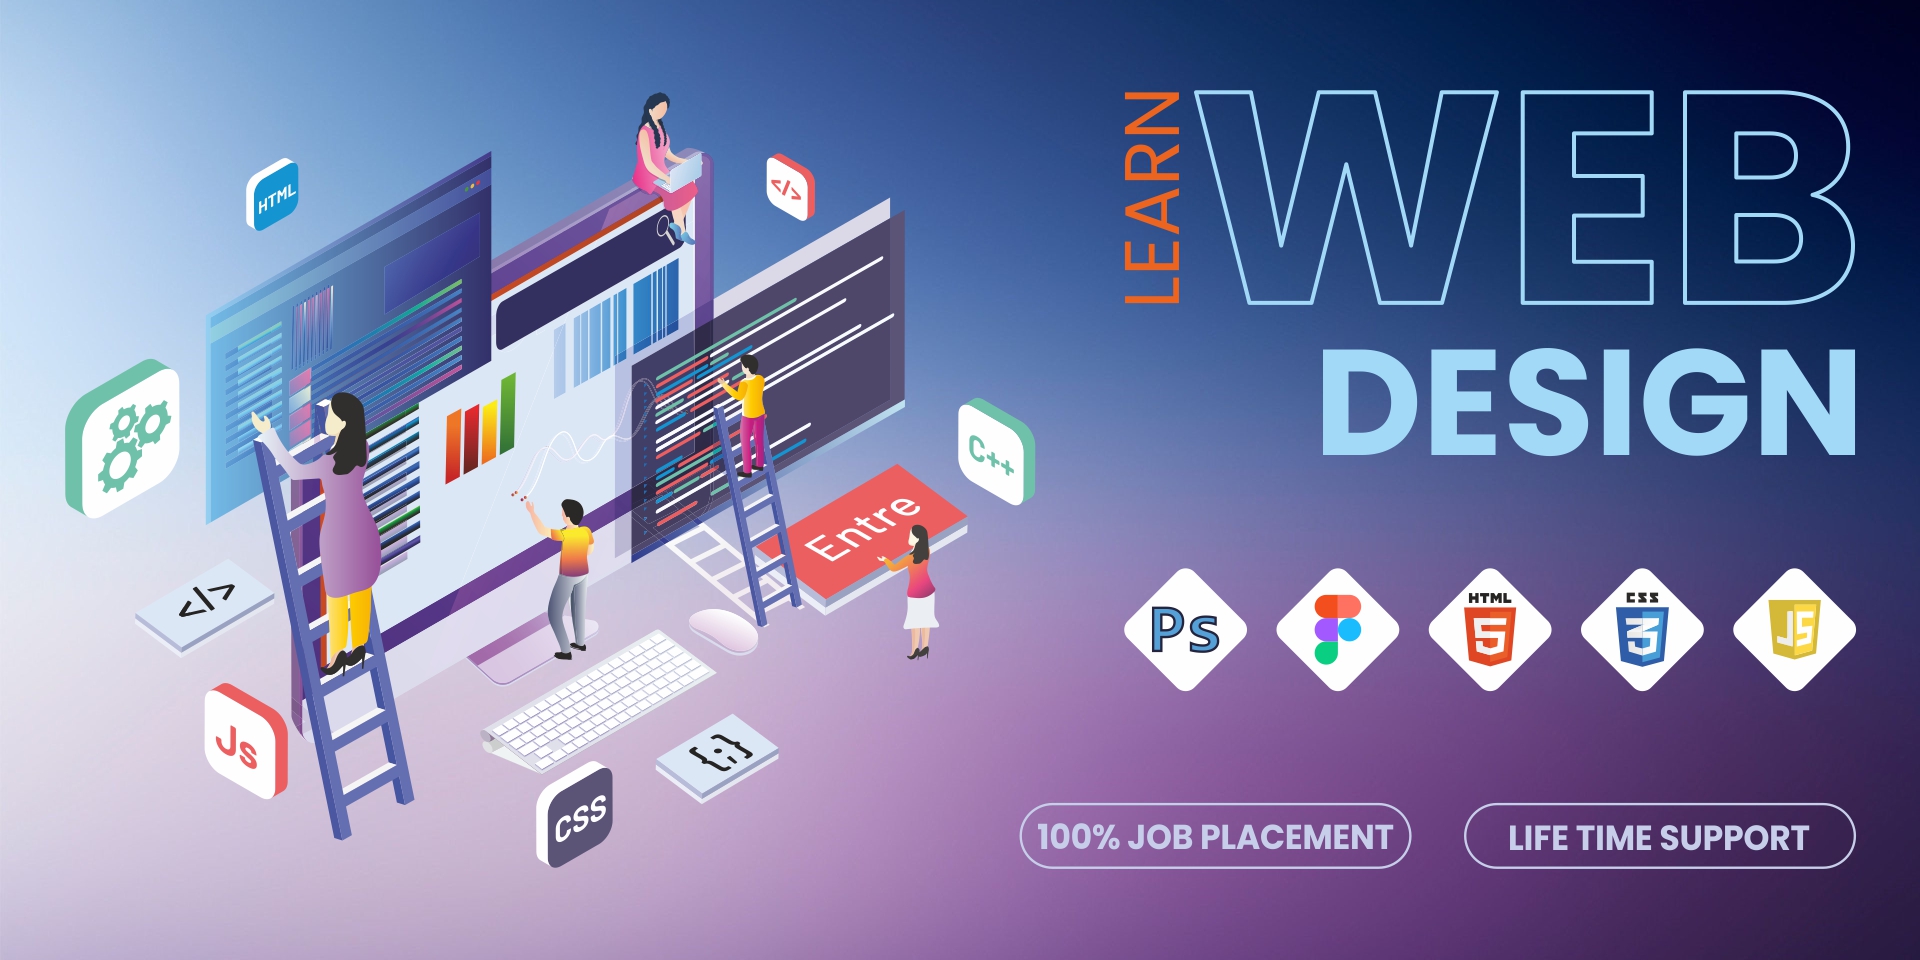 LEARN
WEB
DESIGN
HTML
</>
C++
Entre
</>
Js
{;}
CSS
Ps
HTML
5
CSS
3
JS
100% JOB PLACEMENT
LIFE TIME SUPPORT